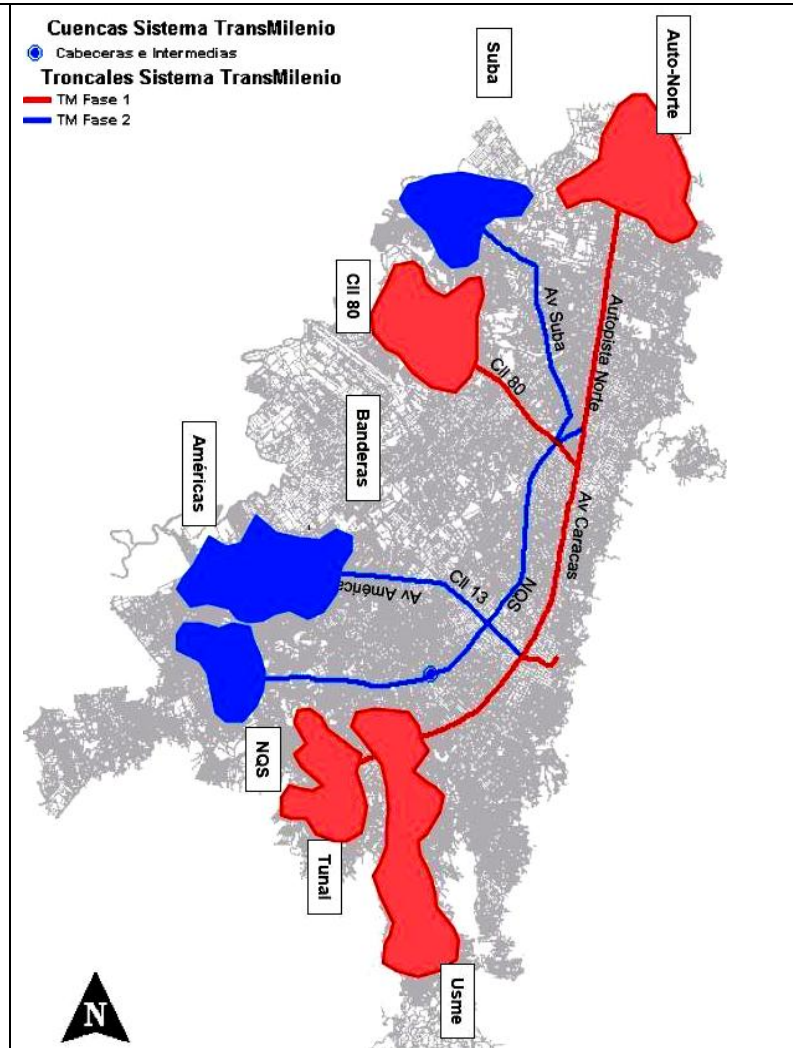 Cuencas Sistema TransMilenio
Cabeceras e Intermedias
Troncales Sistema TransMilenio
TM Fase 1
TM Fase 2
Suba
Auto-Norte
Cll 80
Av Suba
Autopista Norte
Cll 80
Banderas
Américas
Av Caracas
Cll 13
Av América
NQS
NQS
Tunal
Usme
N